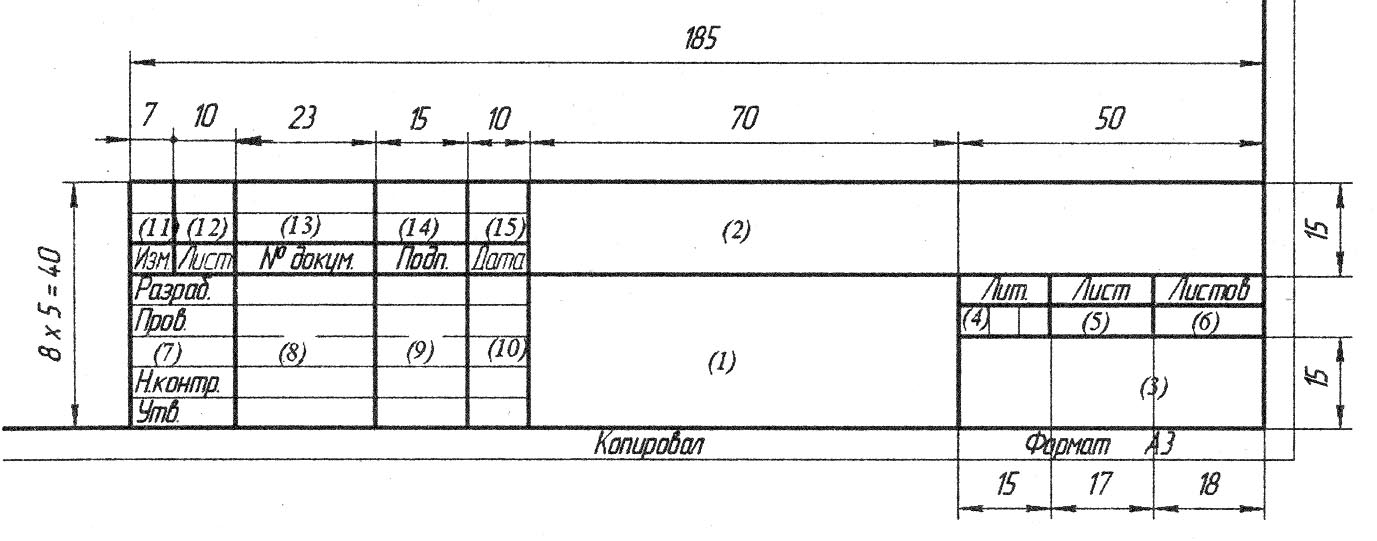 185
7 10 23 15 10 70 50
8 x 5 = 40
(11) (12) (13) (14) (15) (2) 15
Изм Лист № докум. Подп. Дата
Разраб. Лит. Лист Листов
Пров. (4) (5) (6)
(7) (8) (9) (10) (1) 15
Н.контр. (3)
Утв.
Копировал Формат А3
15 17 18